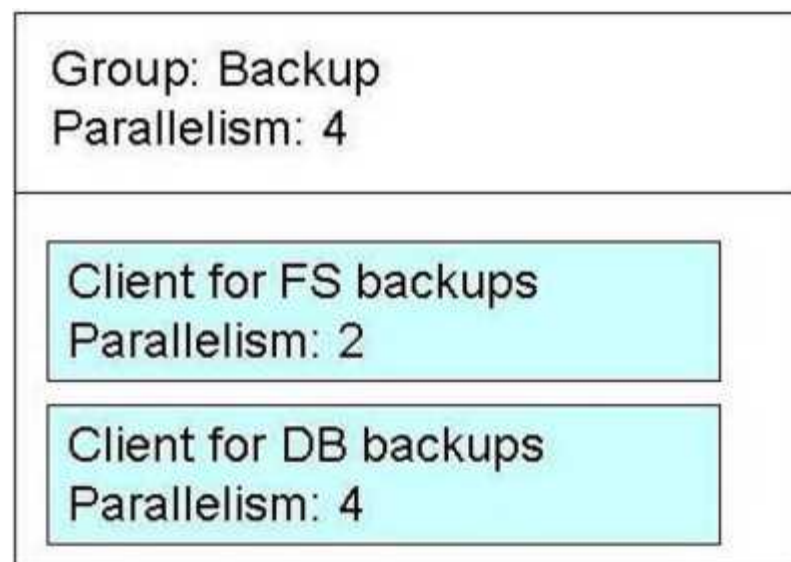 Group: Backup
Parallelism: 4
Client for FS backups
Parallelism: 2
Client for DB backups
Parallelism: 4